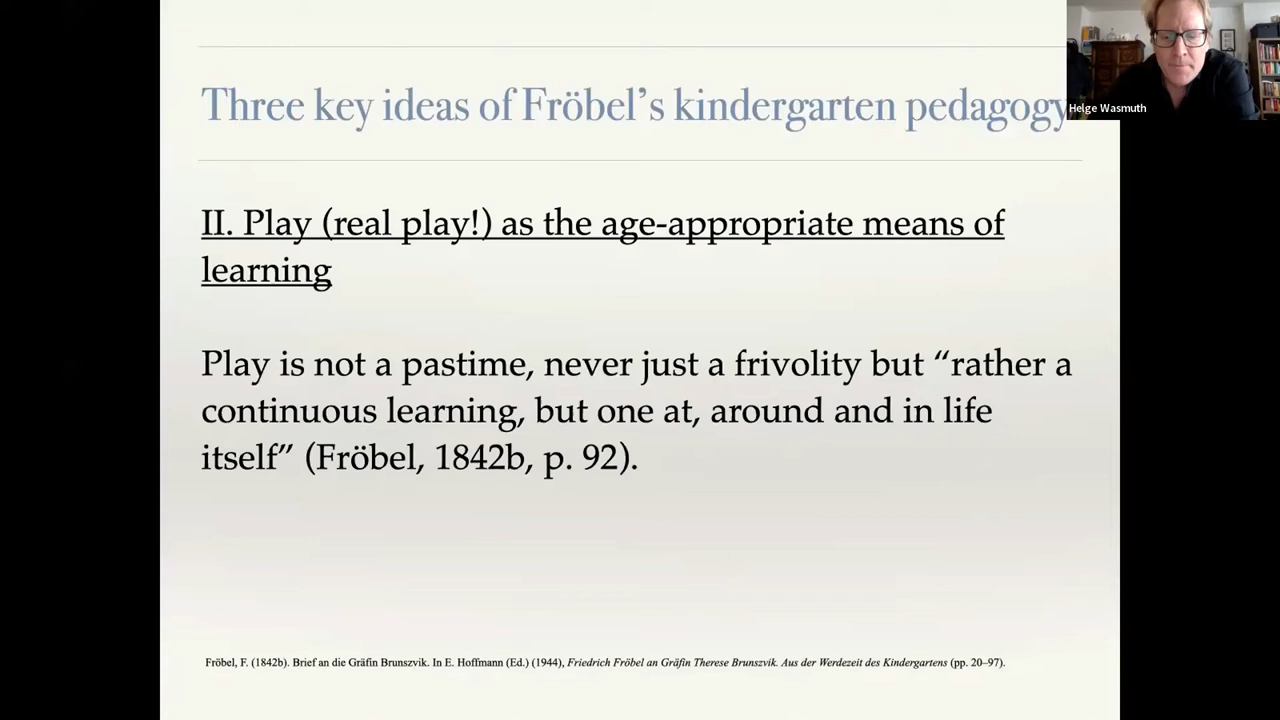 Three key ideas of Fröbel's kindergarten pedagogy
Helge Wasmuth
II. Play (real play!) as the age-appropriate means of
learning
Play is not a pastime, never just a frivolity but “rather a
continuous learning, but one at, around and in life
itself” (Fröbel, 1842b, p. 92).
Fröbel, F. (1842b). Brief an die Gräfin Brunszvik. In E. Hoffmann (Ed.) (1944), Friedrich Fröbel an Gräfin Therese Brunszvik. Aus der Werdezeit des Kindergartens (pp. 20–97).